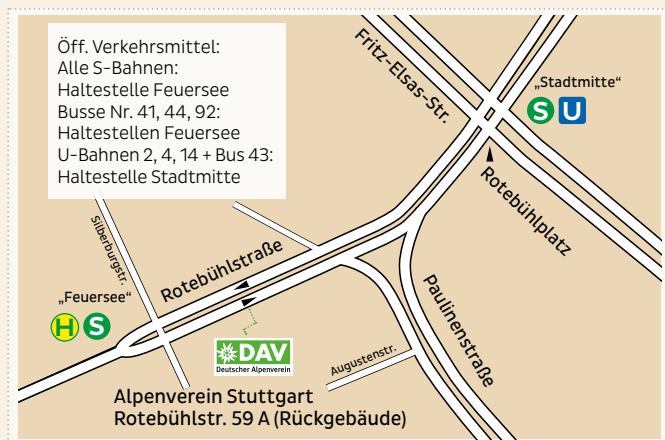 Öff. Verkehrsmittel:
Alle S-Bahnen:
Haltestelle Feuersee
Busse Nr. 41, 44, 92:
Haltestellen Feuersee
U-Bahnen 2, 4, 14 + Bus 43:
Haltestelle Stadtmitte
Fritz-Elsas-Str.
„Stadtmitte“
S U
Rotebühlplatz
Silberburgstr.
Rotebühlstraße
„Feuersee“
H S
Paulinenstraße
DAV
Deutscher Alpenverein
Augustenstr.
Alpenverein Stuttgart
Rotebühlstr. 59 A (Rückgebäude)